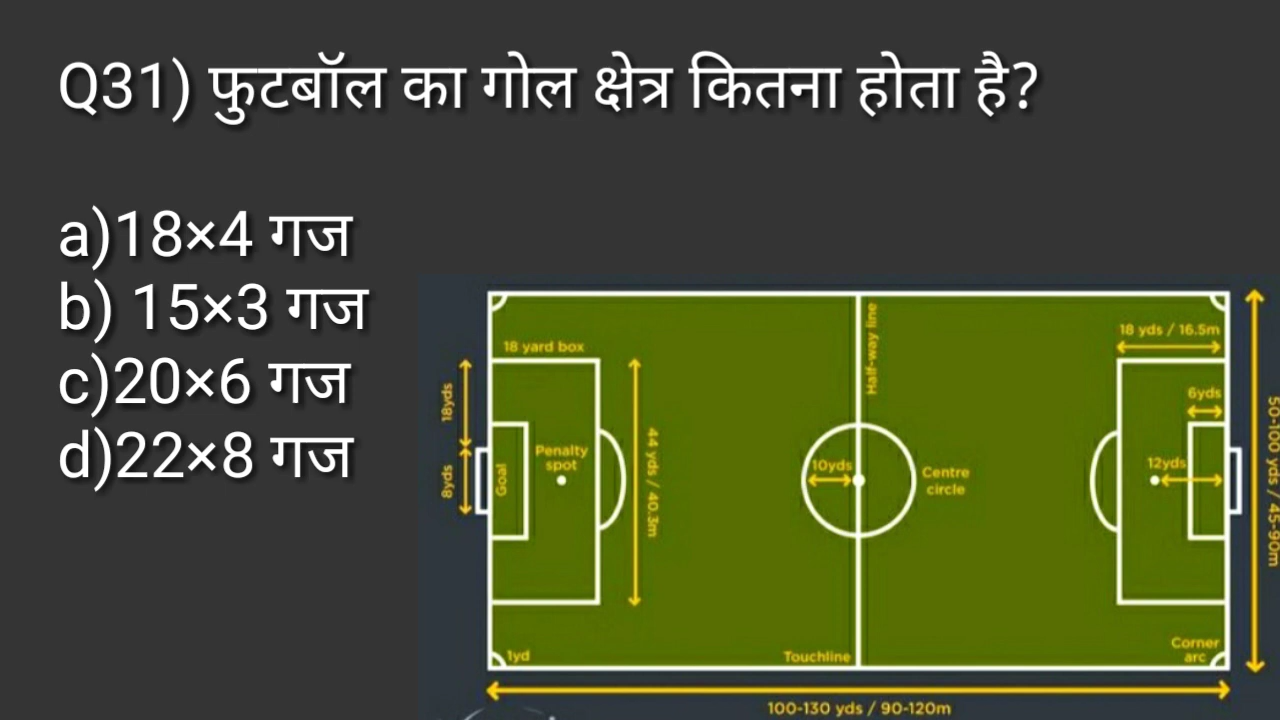 Q31) फुटबॉल का गोल क्षेत्र कितना होता है?
a)18×4 गज
b) 15×3 गज
c)20×6 गज
d)22×8 गज
18 yard box
18yds
8yds
Goal
Penalty
spot
44 yds / 40.3m
Half-way line
10yds
Centre
circle
18 yds / 16.5m
6yds
12yds
50-100 yds / 45-90m
1yd
Touchline
Corner
arc
100-130 yds / 90-120m